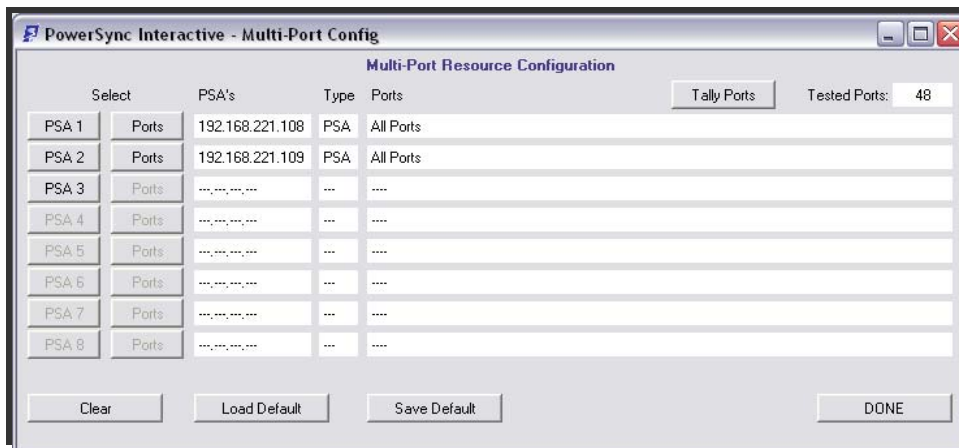 PowerSync Interactive - Multi-Port Config
Multi-Port Resource Configuration
Select PSA's Type Ports Tally Ports Tested Ports: 48
PSA 1 Ports 192.168.221.108 PSA All Ports
PSA 2 Ports 192.168.221.109 PSA All Ports
PSA 3 Ports ---.---.---.--- --- ----
PSA 4 Ports ---.---.---.--- --- ----
PSA 5 Ports ---.---.---.--- --- ----
PSA 6 Ports ---.---.---.--- --- ----
PSA 7 Ports ---.---.---.--- --- ----
PSA 8 Ports ---.---.---.--- --- ----
Clear Load Default Save Default DONE